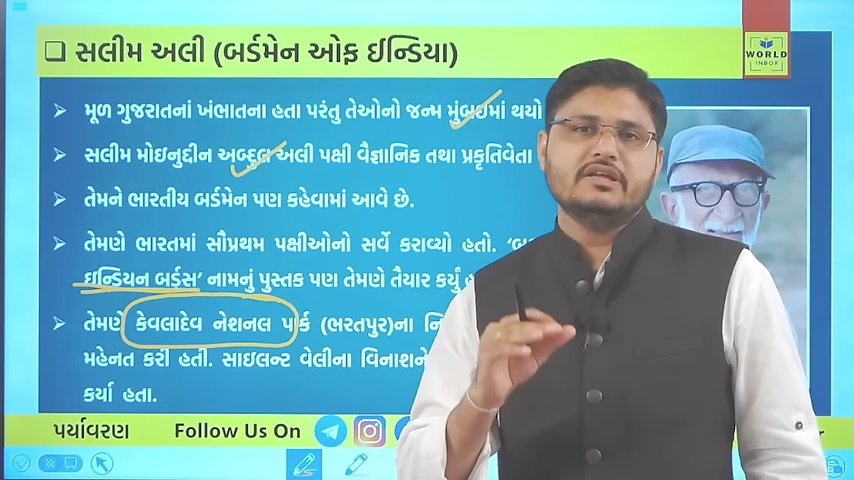 ❑ સલીમ અલી (બર્ડમેન ઓફ ઈન્ડિયા)
WORLD
INBOX
➢ મૂળ ગુજરાતનાં ખંભાતના હતા પરંતુ તેઓનો જન્મ મુંબઇમાં થયો
➢ સલીમ મોઇનુદ્દીન અબ્દુલ અલી પક્ષી વૈજ્ઞાનિક તથા પ્રકૃતિવેતા
➢ તેમને ભારતીય બર્ડમેન પણ કહેવામાં આવે છે.
➢ તેમણે ભારતમાં સૌપ્રથમ પક્ષીઓનો સર્વે કરાવ્યો હતો.
ઇન્ડિયન બર્ડ્સ' નામનું પુસ્તક પણ તેમણે તૈયાર કર્યું
➢ તેમણે કેવલાદેવ નેશનલ પાર્ક (ભરતપુર)ના
મહેનત કરી હતી. સાઇલન્ટ વેલીના વિનાશને
કર્યા હતા.
પર્યાવરણ Follow Us On